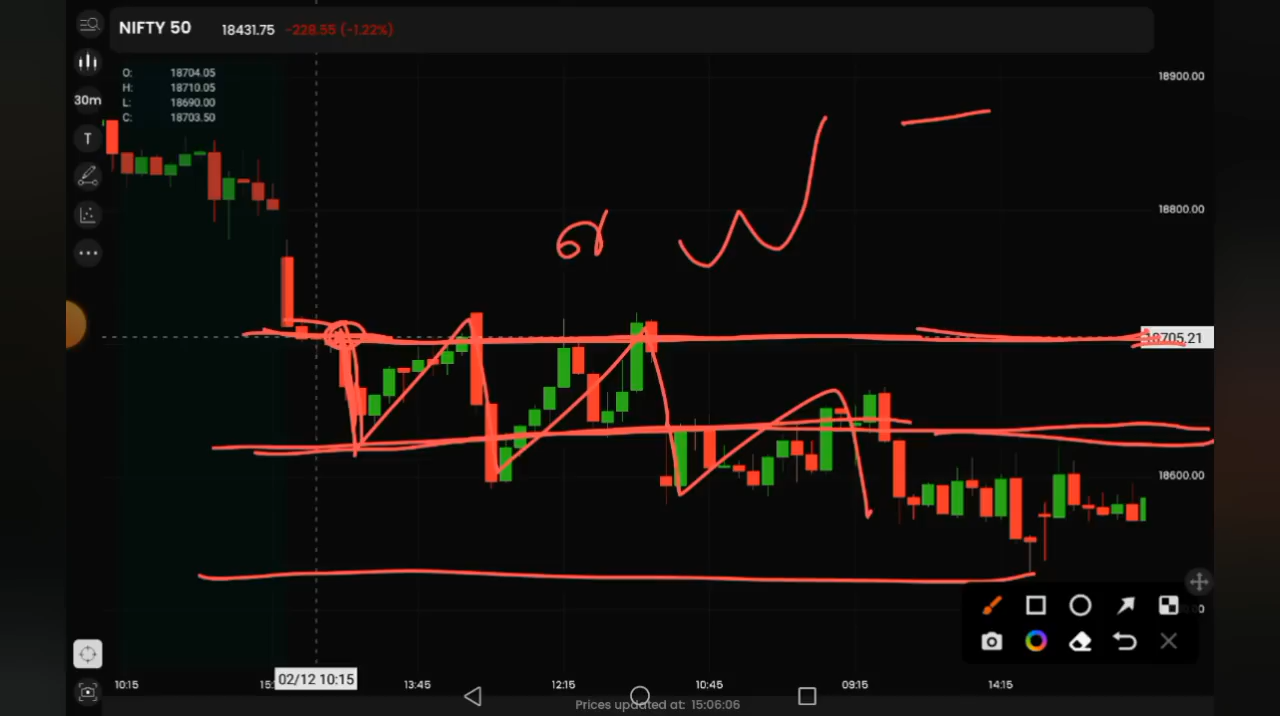 NIFTY 50 18431.75 -228.55 (-1.22%)
O: 18704.05
H: 18710.05
L: 18690.00
C: 18703.50
30m
T
18900.00
18800.00
18705.21
18600.00
02/12 10:15
10:15 13:45 12:15 10:45 09:15 14:15
Prices updated at: 15:06:06